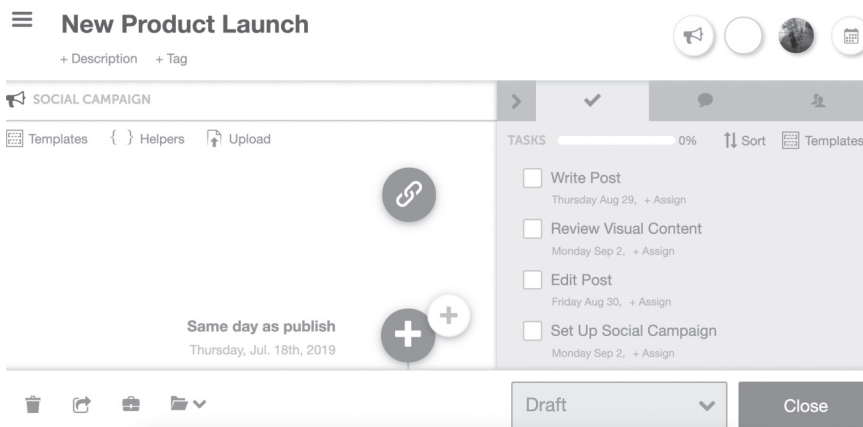 New Product Launch
+ Description + Tag
SOCIAL CAMPAIGN
Templates { } Helpers Upload
Same day as publish
Thursday, Jul. 18th, 2019
TASKS 0% Sort Templates
Write Post
Thursday Aug 29, + Assign
Review Visual Content
Monday Sep 2, + Assign
Edit Post
Friday Aug 30, + Assign
Set Up Social Campaign
Monday Sep 2, + Assign
Draft Close